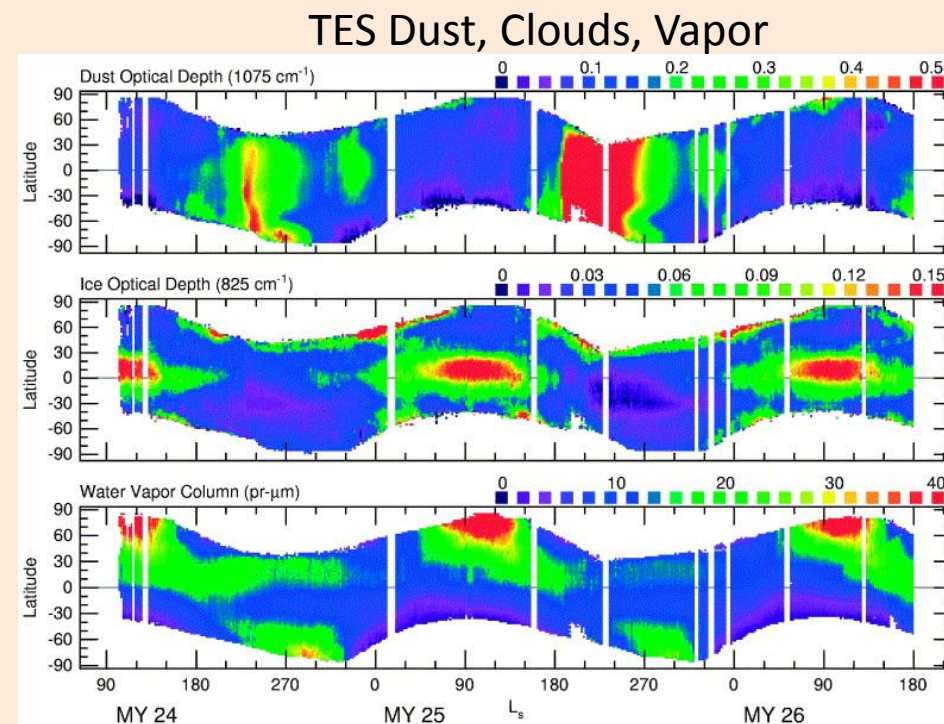 TES Dust, Clouds, Vapor
Dust Optical Depth (1075 cm⁻¹)
0 0.1 0.2 0.3 0.4 0.5
90
60
30
0
-30
-60
-90
Latitude
Ice Optical Depth (825 cm⁻¹)
0 0.03 0.06 0.09 0.12 0.15
90
60
30
0
-30
-60
-90
Latitude
Water Vapor Column (pr-μm)
0 10 20 30 40
90
60
30
0
-30
-60
-90
Latitude
90 180 270 0 90 180 270 0 90 180
MY 24 MY 25 Lₛ MY 26